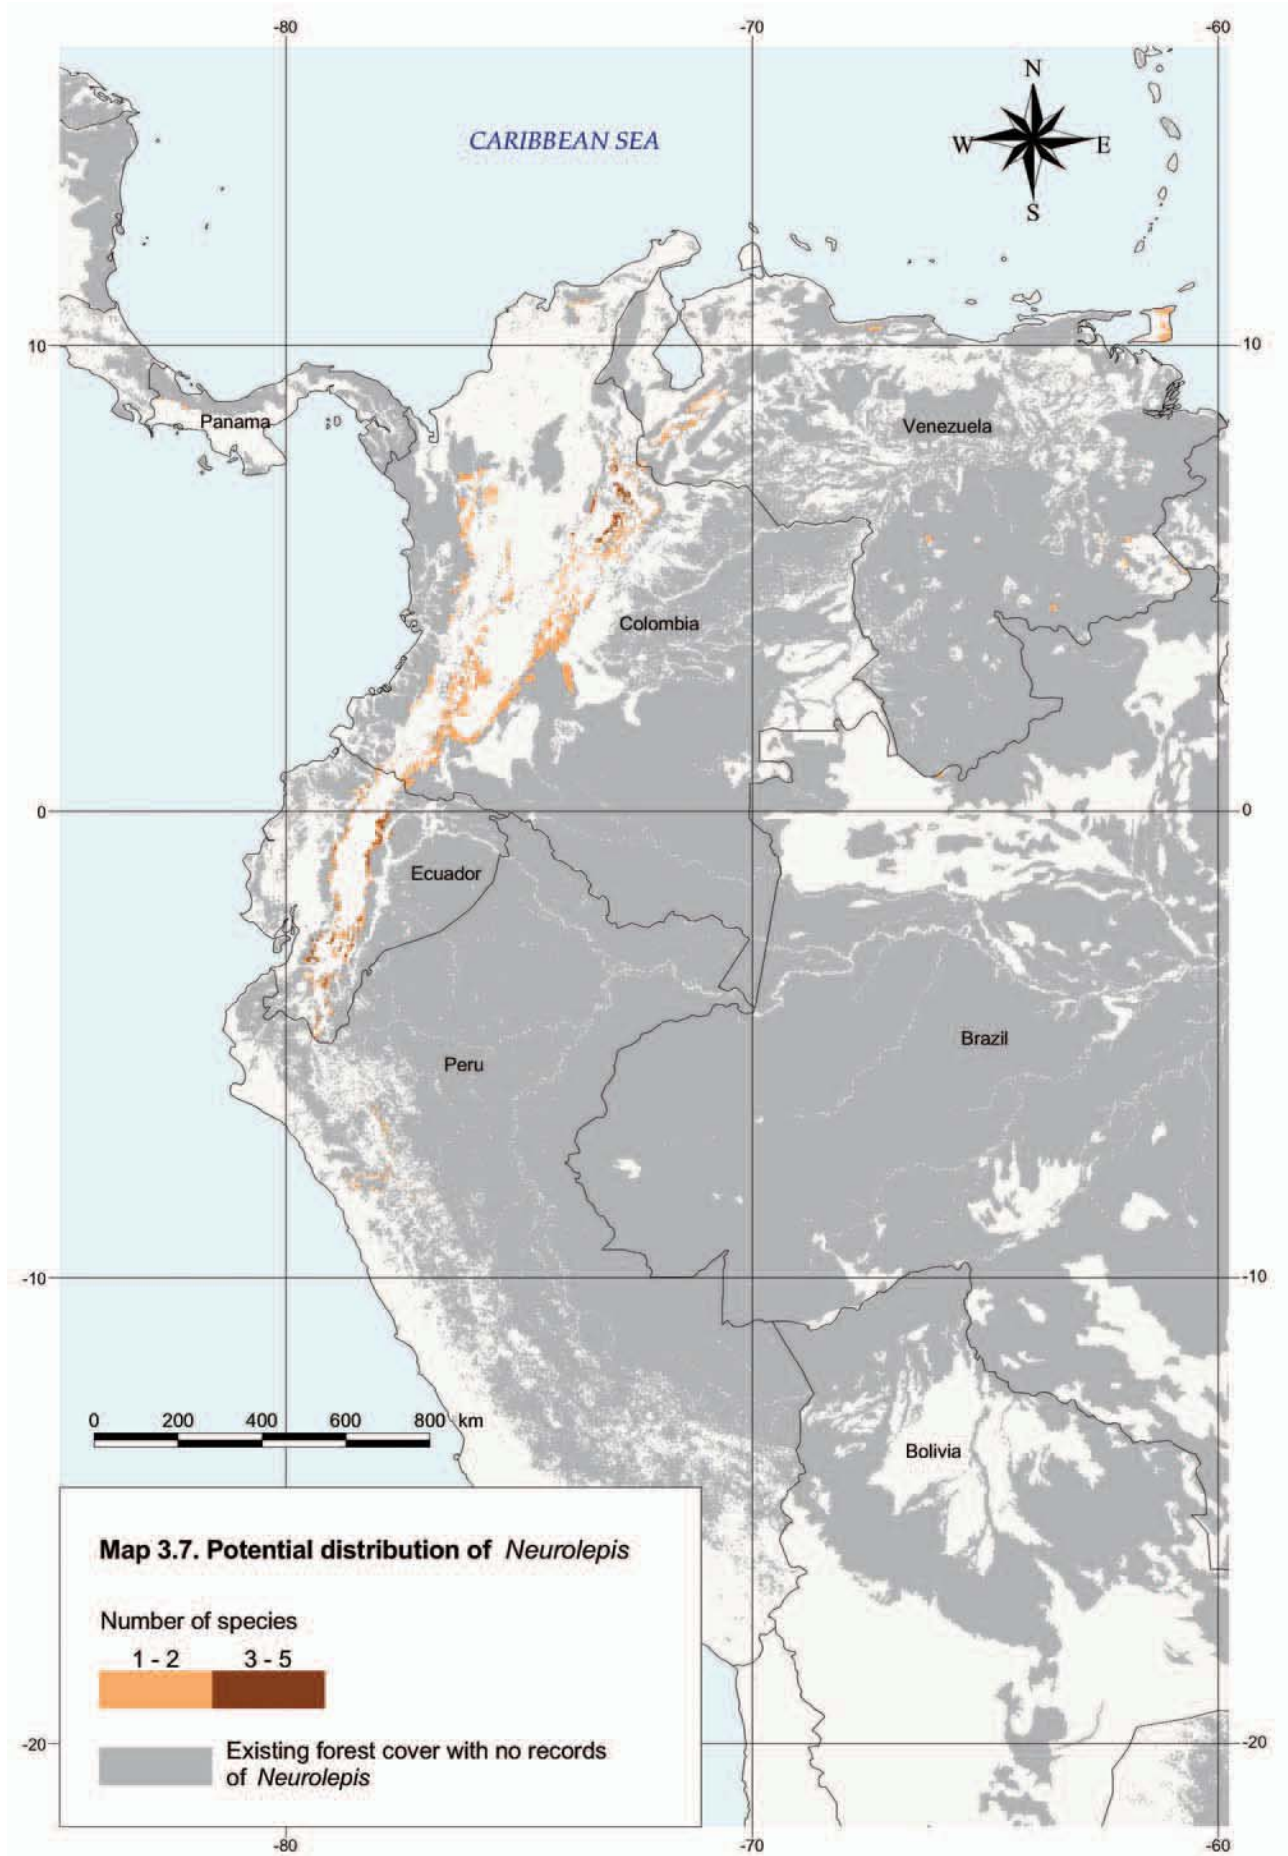 -80 -70 -60
N
CARIBBEAN SEA
W E
S
10 10
Panama
Venezuela
Colombia
0 0
Ecuador
Brazil
Peru
-10 -10
0 200 400 600 800 km
Bolivia
Map 3.7. Potential distribution of Neurolepis
Number of species
1 - 2 3 - 5
Existing forest cover with no records
of Neurolepis
-20 -20
-80 -70 -60